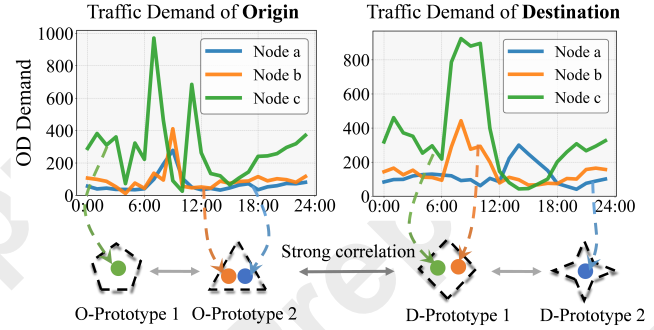 Traffic Demand of Origin
Traffic Demand of Destination
OD Demand
1000
800
600
400
200
0
Node a
Node b
Node c
0:00 6:00 12:00 18:00 24:00
800
600
400
200
0
Node a
Node b
Node c
0:00 6:00 12:00 18:00 24:00
Strong correlation
O-Prototype 1
O-Prototype 2
D-Prototype 1
D-Prototype 2